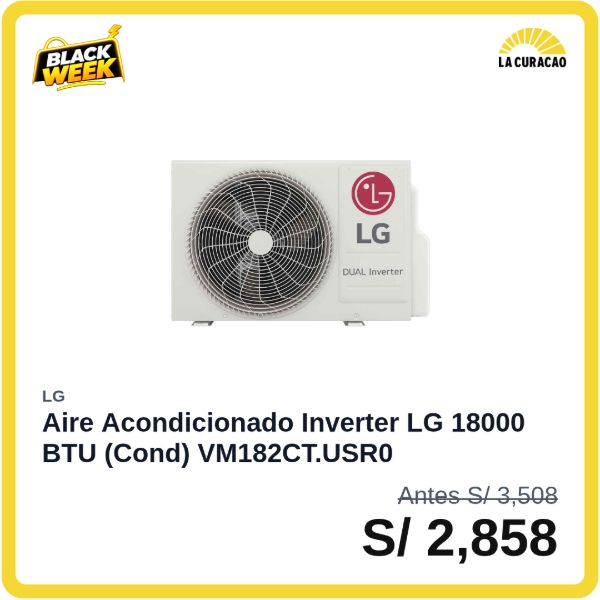 BLACK
WEEK
LA CURACAO
LG
DUAL Inverter
LG
Aire Acondicionado Inverter LG 18000
BTU (Cond) VM182CT.USR0
Antes S/ 3,508
S/ 2,858